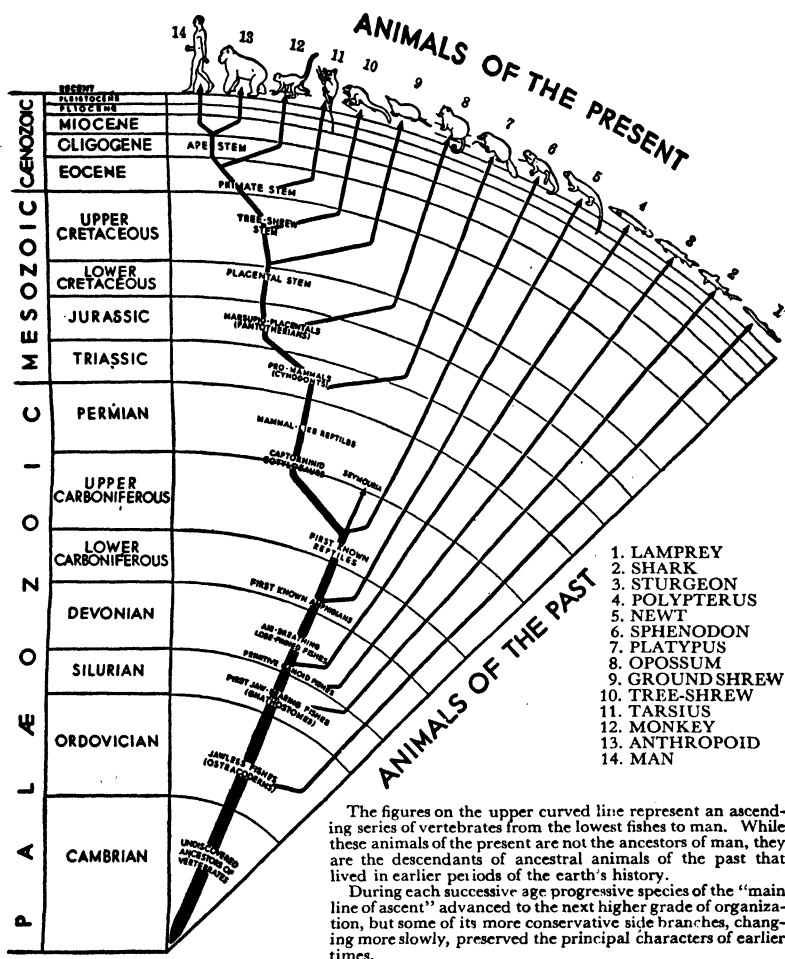 ANIMALS OF THE PRESENT
14
13
12
11
10
9
8
7
6
5
4
3
2
1
CÆNOZOIC
RECENT
PLEISTOCENE
PLIOCENE
MIOCENE
OLIGOGENE
EOCENE
MESOZOIC
UPPER
CRETACEOUS
LOWER
CRETACEOUS
JURASSIC
TRIASSIC
PALÆOZOIC
PERMIAN
UPPER
CARBONIFEROUS
LOWER
CARBONIFEROUS
DEVONIAN
SILURIAN
ORDOVICIAN
CAMBRIAN
APE STEM
PRIMATE STEM
TREE-SHREW
STEM
PLACENTAL STEM
MARSUPIO-PLACENTALS
(PANTOTHERIANS)
PRO-MAMMALS
(CYNODONTS)
MAMMAL-LIKE REPTILES
CAPTORHINID
COTYLOSAURS
SEYMOURIA
FIRST KNOWN
REPTILES
FIRST KNOWN AMPHIBIANS
AIR-BREATHING
LOBE-FINNED FISHES
PRIMITIVE GANOID FISHES
FIRST JAW-BEARING FISHES
(GNATHOSTOMES)
JAWLESS FISHES
(OSTRACODERMS)
UNDISCOVERED
ANCESTORS OF
VERTEBRATES
ANIMALS OF THE PAST
1. LAMPREY
2. SHARK
3. STURGEON
4. POLYPTERUS
5. NEWT
6. SPHENODON
7. PLATYPUS
8. OPOSSUM
9. GROUND SHREW
10. TREE-SHREW
11. TARSIUS
12. MONKEY
13. ANTHROPOID
14. MAN
The figures on the upper curved line represent an ascend-
ing series of vertebrates from the lowest fishes to man. While
these animals of the present are not the ancestors of man, they
are the descendants of ancestral animals of the past that
lived in earlier periods of the earth's history.
During each successive age progressive species of the "main
line of ascent" advanced to the next higher grade of organiza-
tion, but some of its more conservative side branches, chang-
ing more slowly, preserved the principal characters of earlier
times.